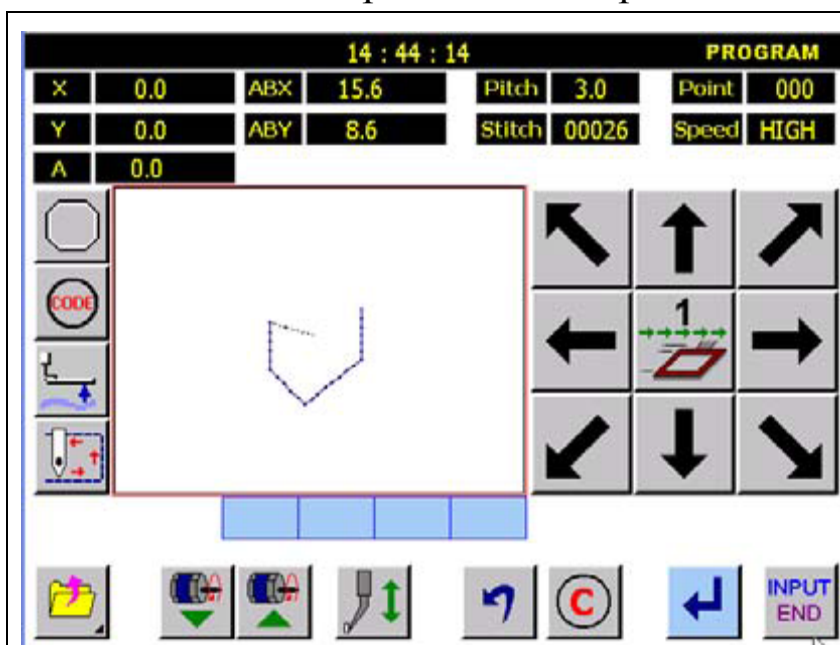 14 : 44 : 14 PROGRAM
X 0.0 ABX 15.6 Pitch 3.0 Point 000
Y 0.0 ABY 8.6 Stitch 00026 Speed HIGH
A 0.0
CODE
1
C
INPUT
END